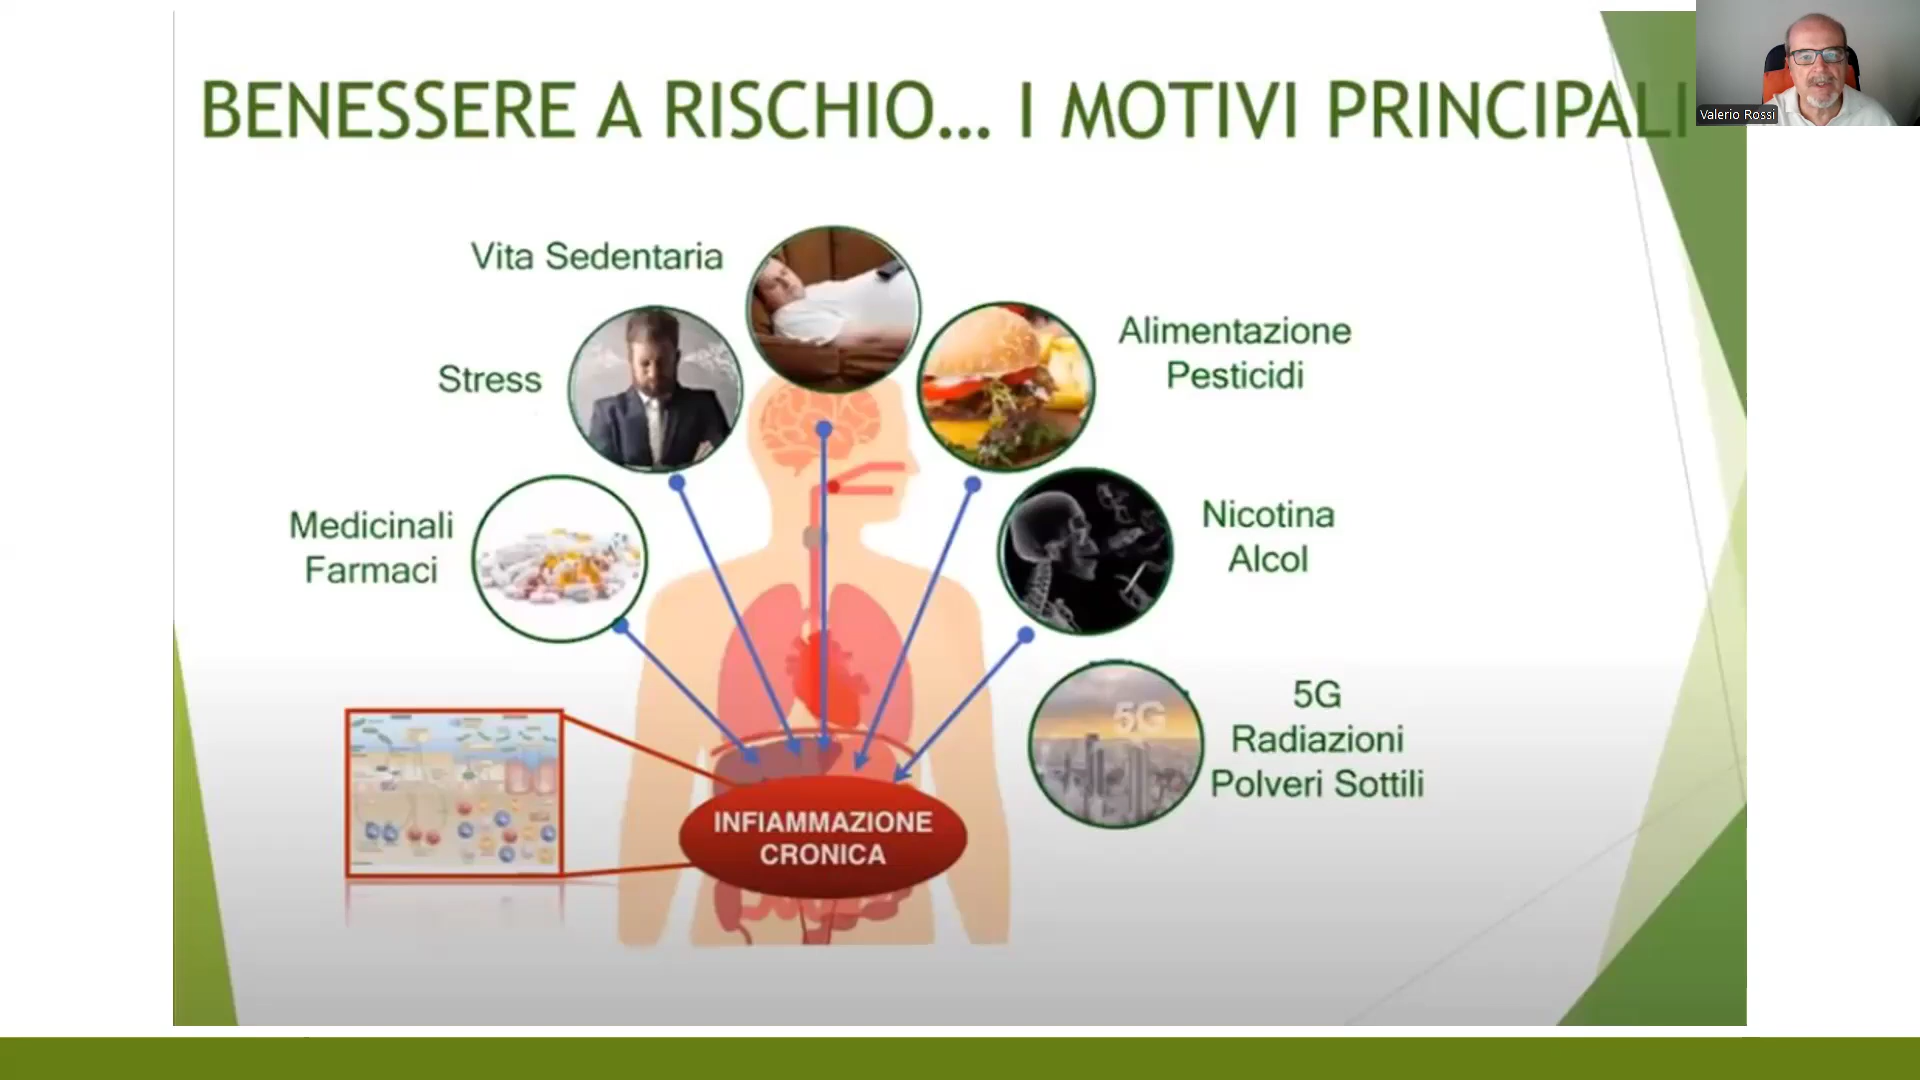 BENESSERE A RISCHIO... I MOTIVI PRINCIPALI
Valerio Rossi
Vita Sedentaria
Alimentazione
Pesticidi
Stress
Medicinali
Farmaci
Nicotina
Alcol
5G
5G
Radiazioni
Polveri Sottili
INFIAMMAZIONE
CRONICA